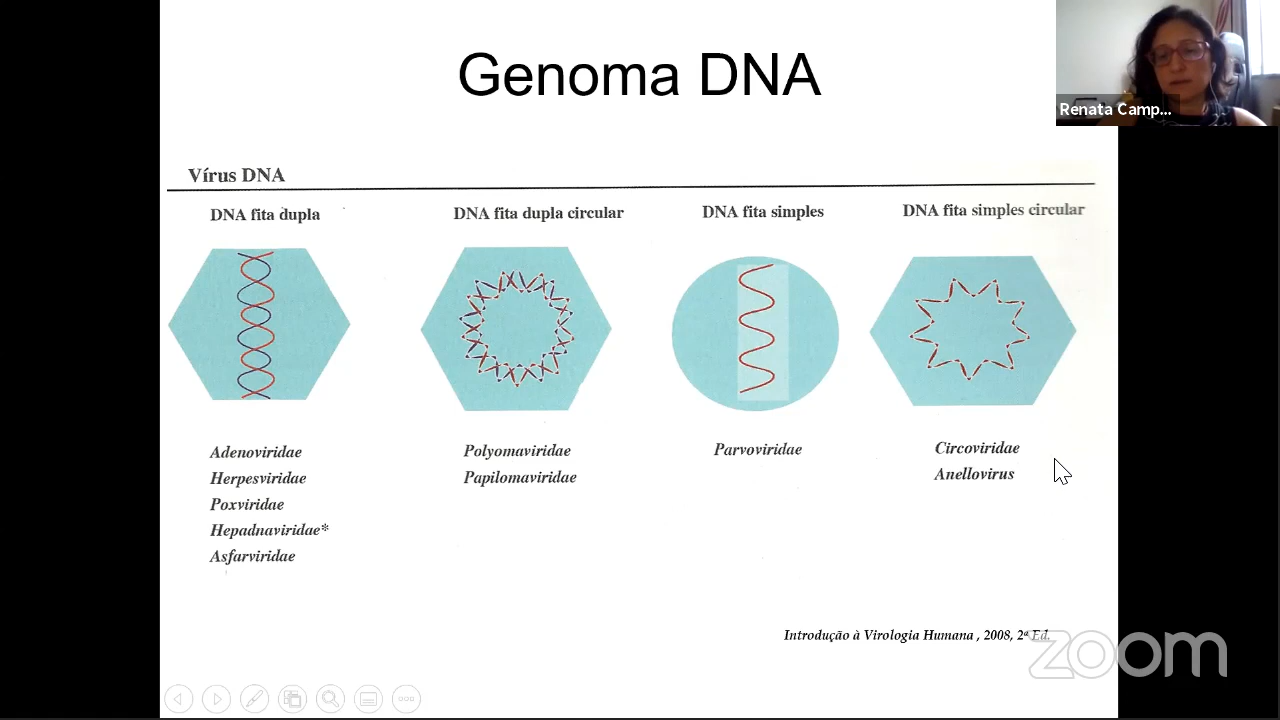 Genoma DNA
Renata Camp...
Vírus DNA
DNA fita dupla
DNA fita dupla circular
DNA fita simples
DNA fita simples circular
Adenoviridae
Herpesviridae
Poxviridae
Hepadnaviridae*
Asfarviridae
Polyomaviridae
Papilomaviridae
Parvoviridae
Circoviridae
Anellovirus
Introdução à Virologia Humana , 2008, 2ª Ed.
zoom